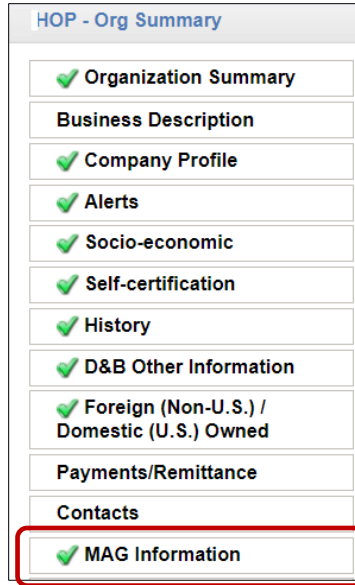 HOP - Org Summary
Organization Summary
Business Description
Company Profile
Alerts
Socio-economic
Self-certification
History
D&B Other Information
Foreign (Non-U.S.) /
Domestic (U.S.) Owned
Payments/Remittance
Contacts
MAG Information